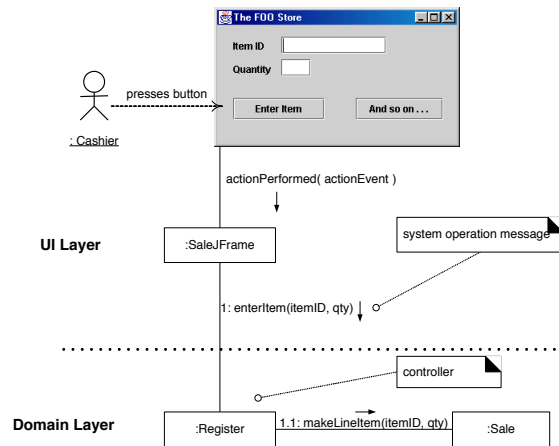 The FOO Store
Item ID
Quantity
Enter Item
And so on . . .
presses button
: Cashier
actionPerformed( actionEvent )
system operation message
UI Layer
:SaleJFrame
1: enterItem(itemID, qty)
controller
Domain Layer
:Register
1.1: makeLineItem(itemID, qty)
:Sale